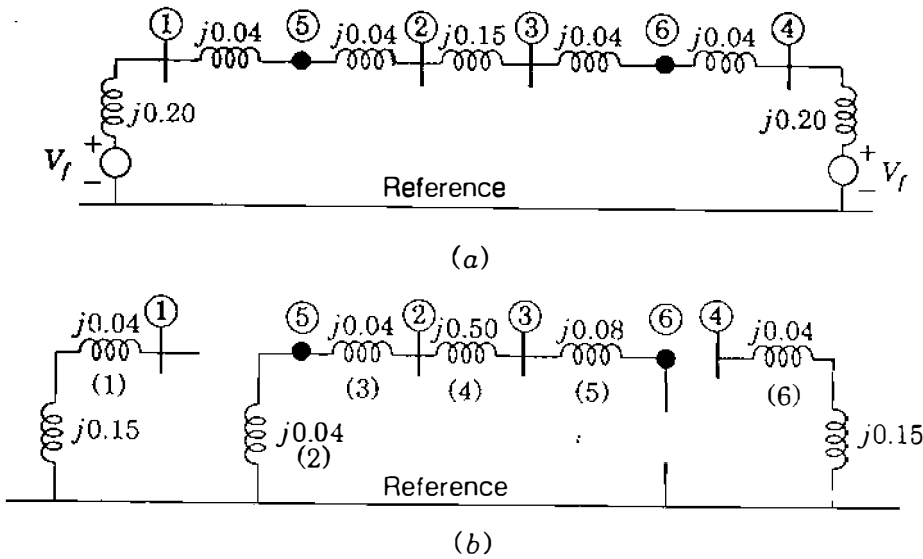 ① ⑤ ② ③ ⑥ ④
j0.04 j0.04 j0.15 j0.04 j0.04
j0.20 j0.20
+ +
V_f V_f
− −
Reference
(a)
① ⑤ ② ③ ⑥ ④
j0.04 j0.04 j0.50 j0.08 j0.04
(1) (3) (4) (5) (6)
j0.15 j0.04 j0.15
(2)
Reference
(b)